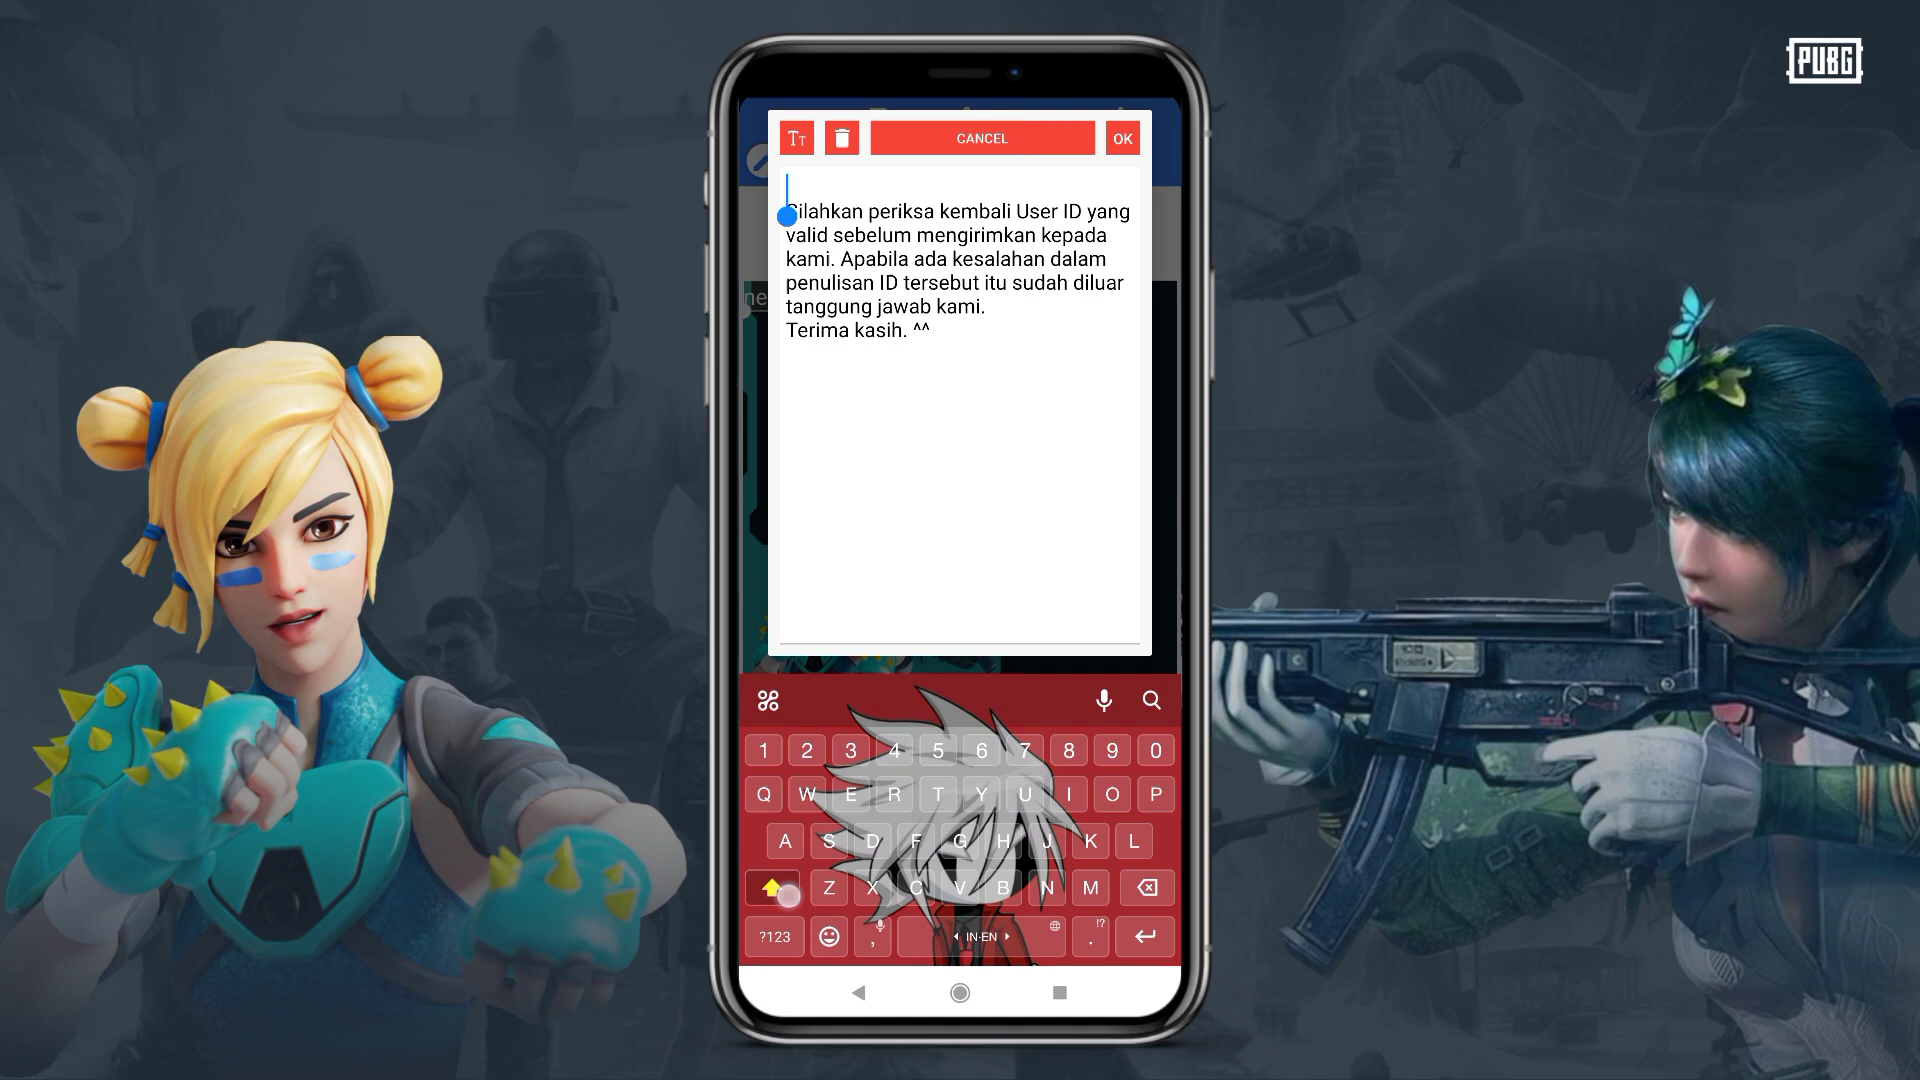 PUBG
TT
CANCEL
OK
Silahkan periksa kembali User ID yang
valid sebelum mengirimkan kepada
kami. Apabila ada kesalahan dalam
penulisan ID tersebut itu sudah diluar
tanggung jawab kami.
Terima kasih. ^^
ne
1 2 3 4 5 6 7 8 9 0
Q W E R T Y U I O P
A S D F G H J K L
Z X C V B N M
?123 , IN·EN . !?